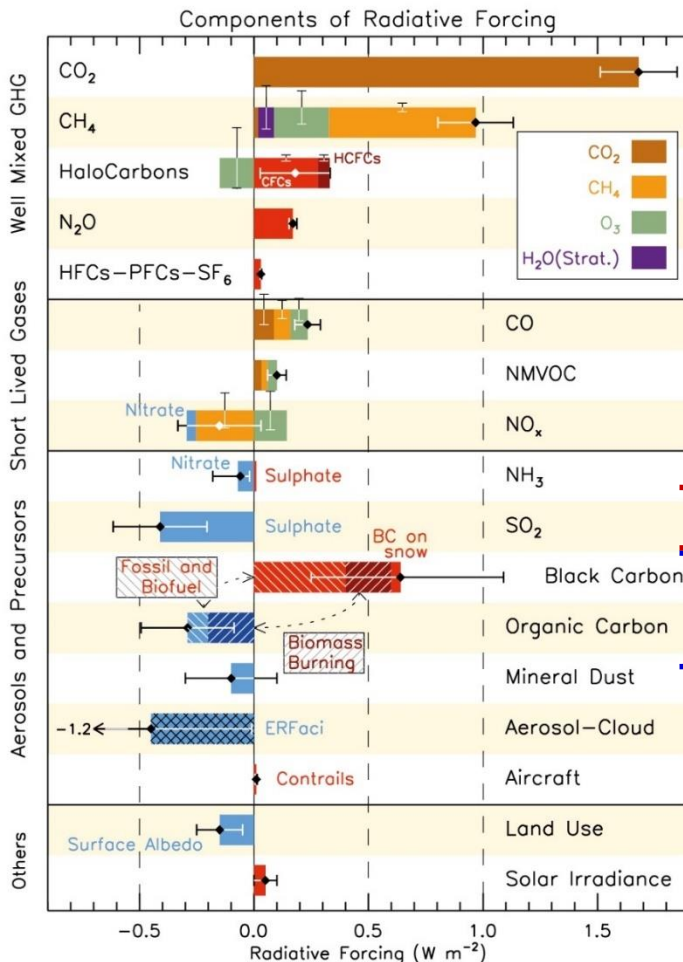 Components of Radiative Forcing
Well Mixed GHG
CO₂
CH₄
HaloCarbons
CFCs
HCFCs
N₂O
HFCs−PFCs−SF₆
CO₂
CH₄
O₃
H₂O(Strat.)
Short Lived Gases
CO
NMVOC
Nitrate
NOₓ
Aerosols and Precursors
Nitrate
Sulphate
NH₃
Sulphate
SO₂
BC on
snow
Fossil and
Biofuel
Black Carbon
Organic Carbon
Biomass
Burning
Mineral Dust
−1.2
ERFaci
Aerosol−Cloud
Contrails
Aircraft
Others
Land Use
Surface Albedo
Solar Irradiance
−0.5 0.0 0.5 1.0 1.5
Radiative Forcing (W m⁻²)